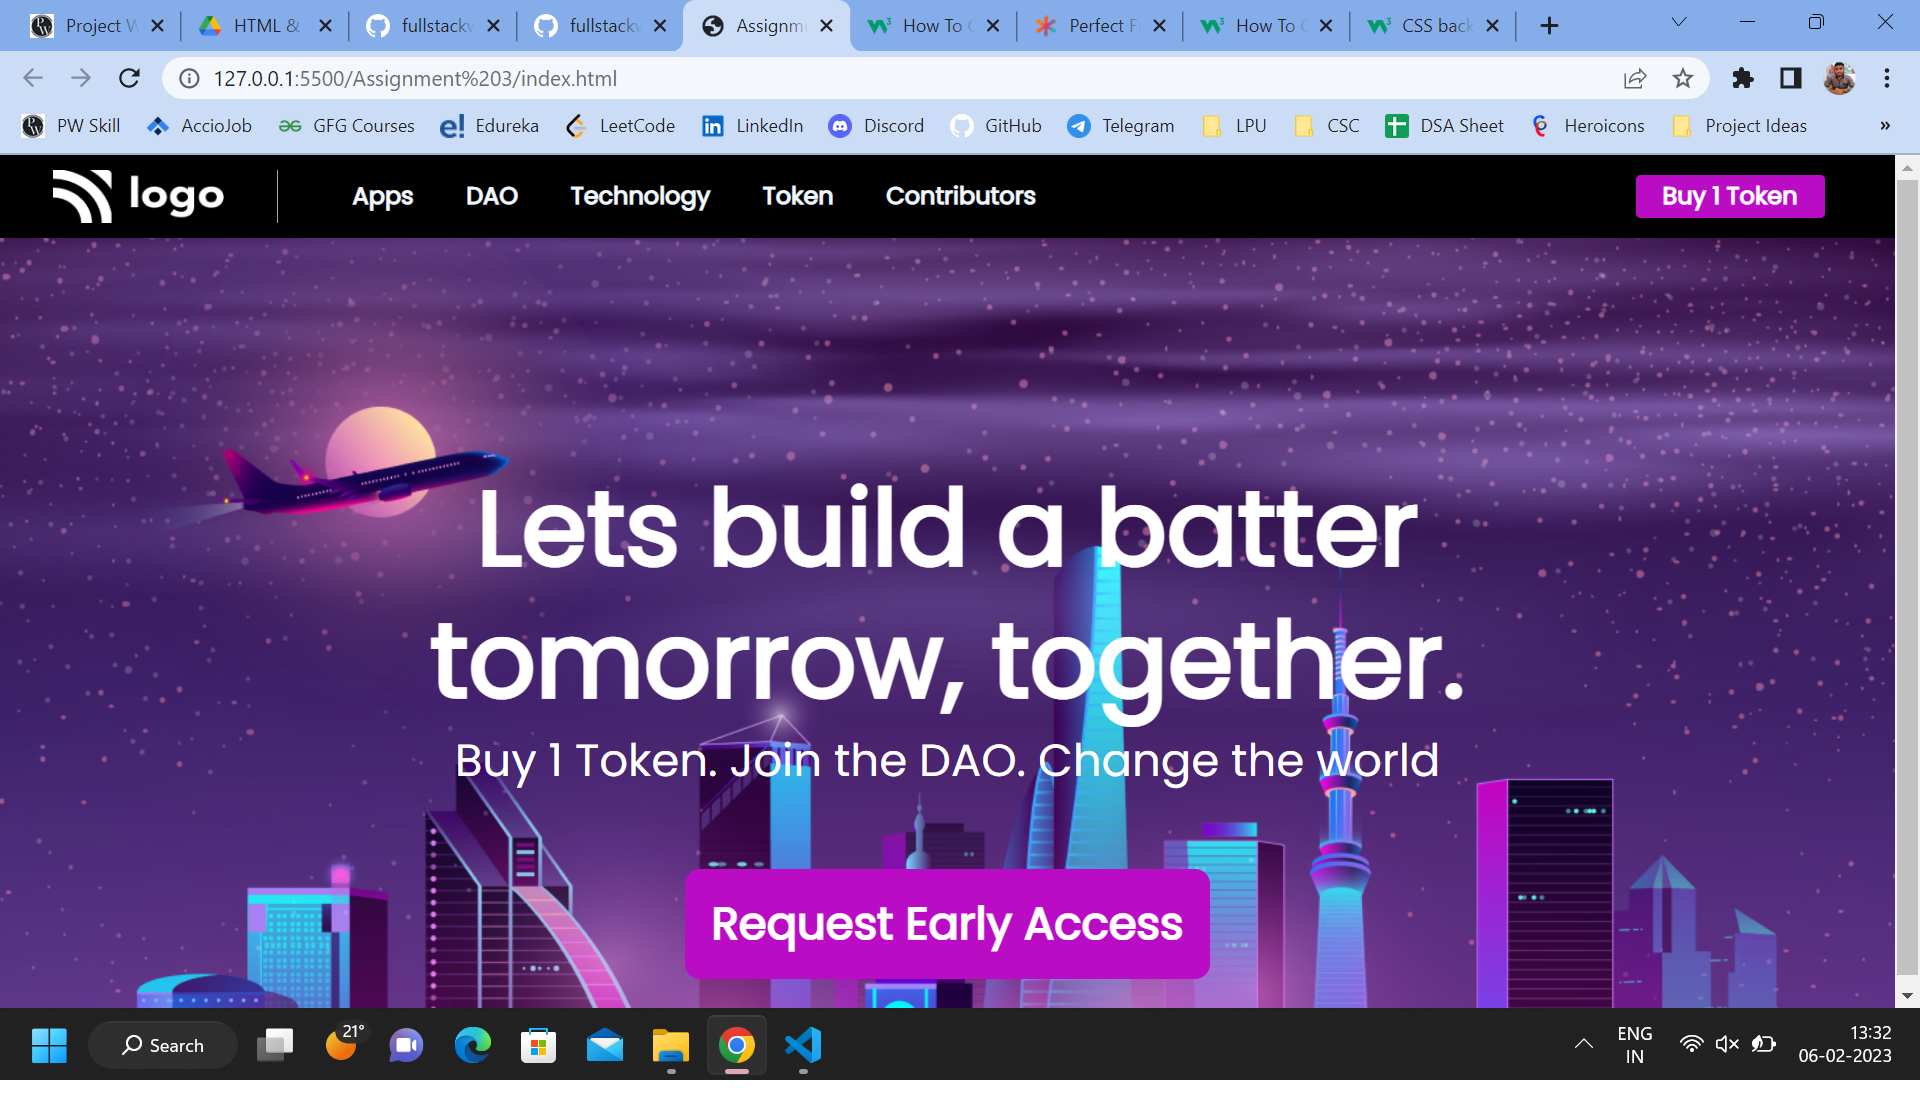 Project W
HTML &
fullstackw
fullstackw
Assignme
How To C
Perfect F
How To C
CSS back
127.0.0.1:5500/Assignment%203/index.html
PW Skill
AccioJob
GFG Courses
Edureka
LeetCode
LinkedIn
Discord
GitHub
Telegram
LPU
CSC
DSA Sheet
Heroicons
Project Ideas
»
logo
Apps
DAO
Technology
Token
Contributors
Buy 1 Token
Lets build a batter
tomorrow, together.
Buy 1 Token. Join the DAO. Change the world
Request Early Access
Search
21°
ENG
IN
13:32
06-02-2023